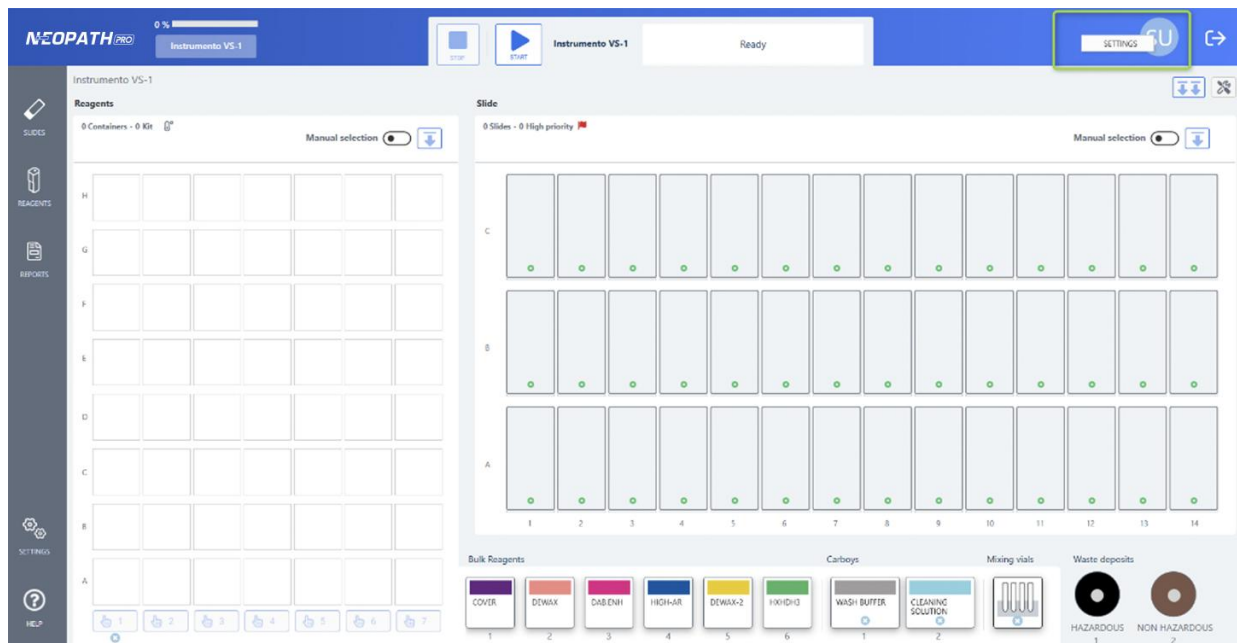 NEOPATH PRO
0 %
Instrumento VS-1
STOP
START
Instrumento VS-1
Ready
SETTINGS
SU
Instrumento VS-1
SLIDES
REAGENTS
REPORTS
SETTINGS
HELP
Reagents
0 Containers - 0 Kit
Manual selection
H
G
F
E
D
C
B
A
1 2 3 4 5 6 7
Slide
0 Slides - 0 High priority
Manual selection
C
B
A
1 2 3 4 5 6 7 8 9 10 11 12 13 14
Bulk Reagents
COVER DEWAX DAB ENH HIGH-AR DEWAX-2
1 2 3 4 5 6
Carboys
WASH BUFFER
CLEANING
SOLUTION
1 2
Mixing vials
Waste deposits
HAZARDOUS NON HAZARDOUS
1 2